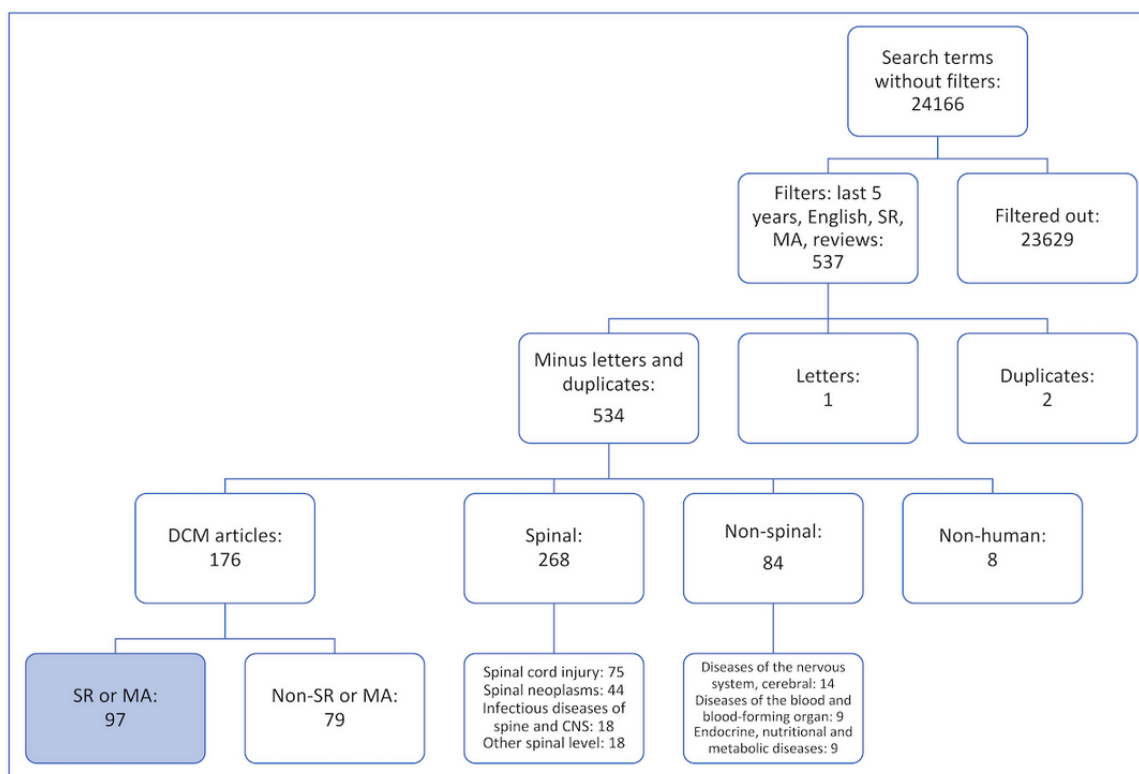 Search terms
without filters:
24166
Filters: last 5
years, English, SR,
MA, reviews:
537
Filtered out:
23629
Minus letters and
duplicates:
534
Letters:
1
Duplicates:
2
DCM articles:
176
Spinal:
268
Non-spinal:
84
Non-human:
8
SR or MA:
97
Non-SR or MA:
79
Spinal cord injury: 75
Spinal neoplasms: 44
Infectious diseases of
spine and CNS: 18
Other spinal level: 18
Diseases of the nervous
system, cerebral: 14
Diseases of the blood and
blood-forming organ: 9
Endocrine, nutritional and
metabolic diseases: 9